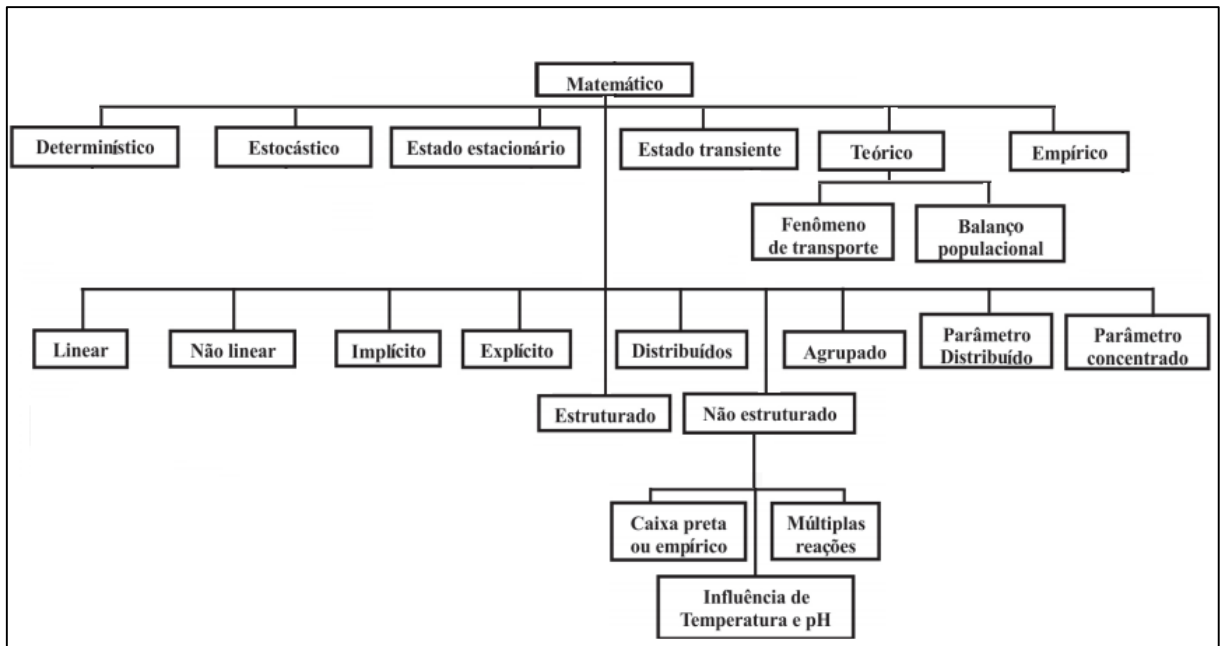 Matemático
Determinístico
Estocástico
Estado estacionário
Estado transiente
Teórico
Empírico
Fenômeno
de transporte
Balanço
populacional
Linear
Não linear
Implícito
Explícito
Distribuídos
Agrupado
Parâmetro
Distribuído
Parâmetro
concentrado
Estruturado
Não estruturado
Caixa preta
ou empírico
Múltiplas
reações
Influência de
Temperatura e pH